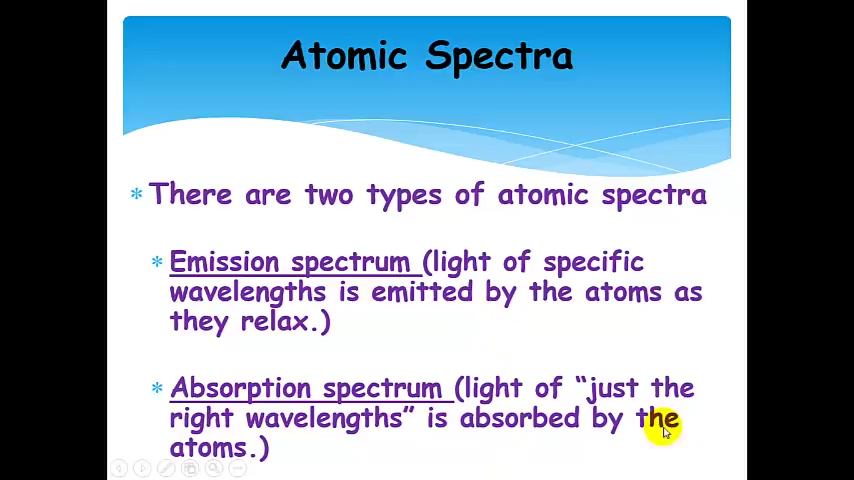 Atomic Spectra
* There are two types of atomic spectra
* Emission spectrum (light of specific
wavelengths is emitted by the atoms as
they relax.)
* Absorption spectrum (light of “just the
right wavelengths” is absorbed by the
atoms.)